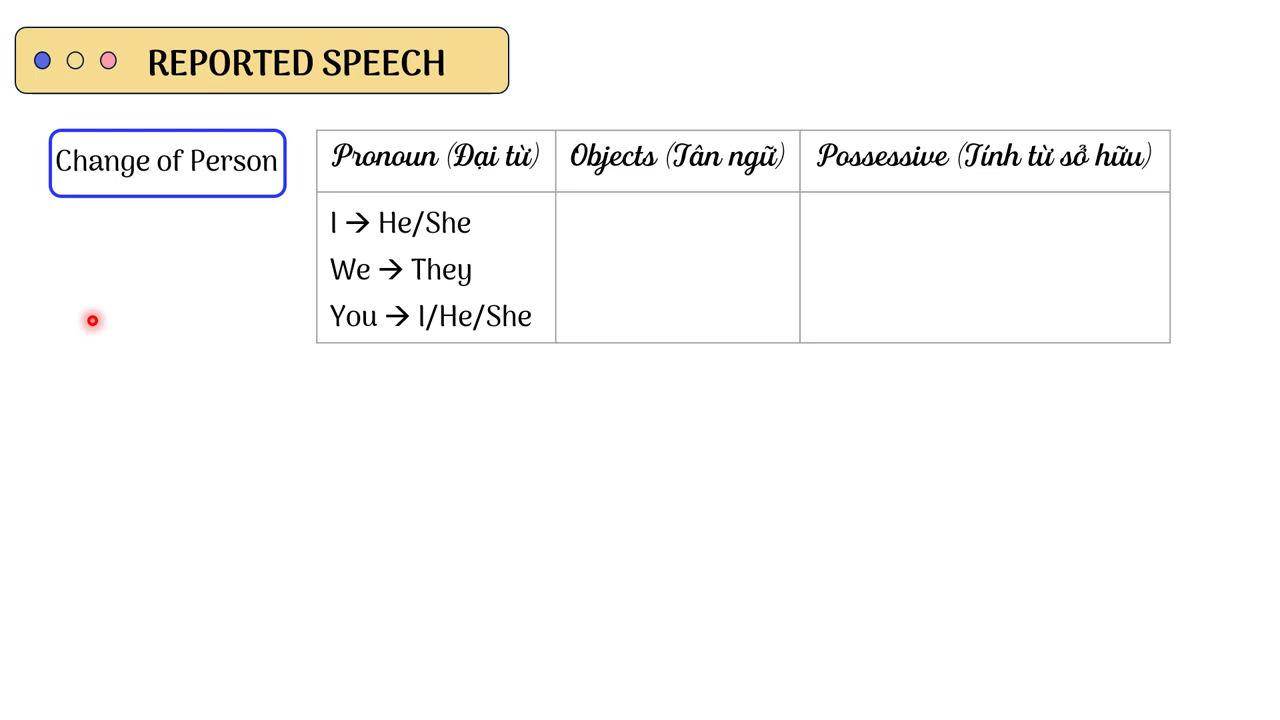 REPORTED SPEECH
Change of Person
Pronoun (Đại từ)
Objects (Tân ngữ)
Possessive (Tính từ sở hữu)
I → He/She
We → They
You → I/He/She